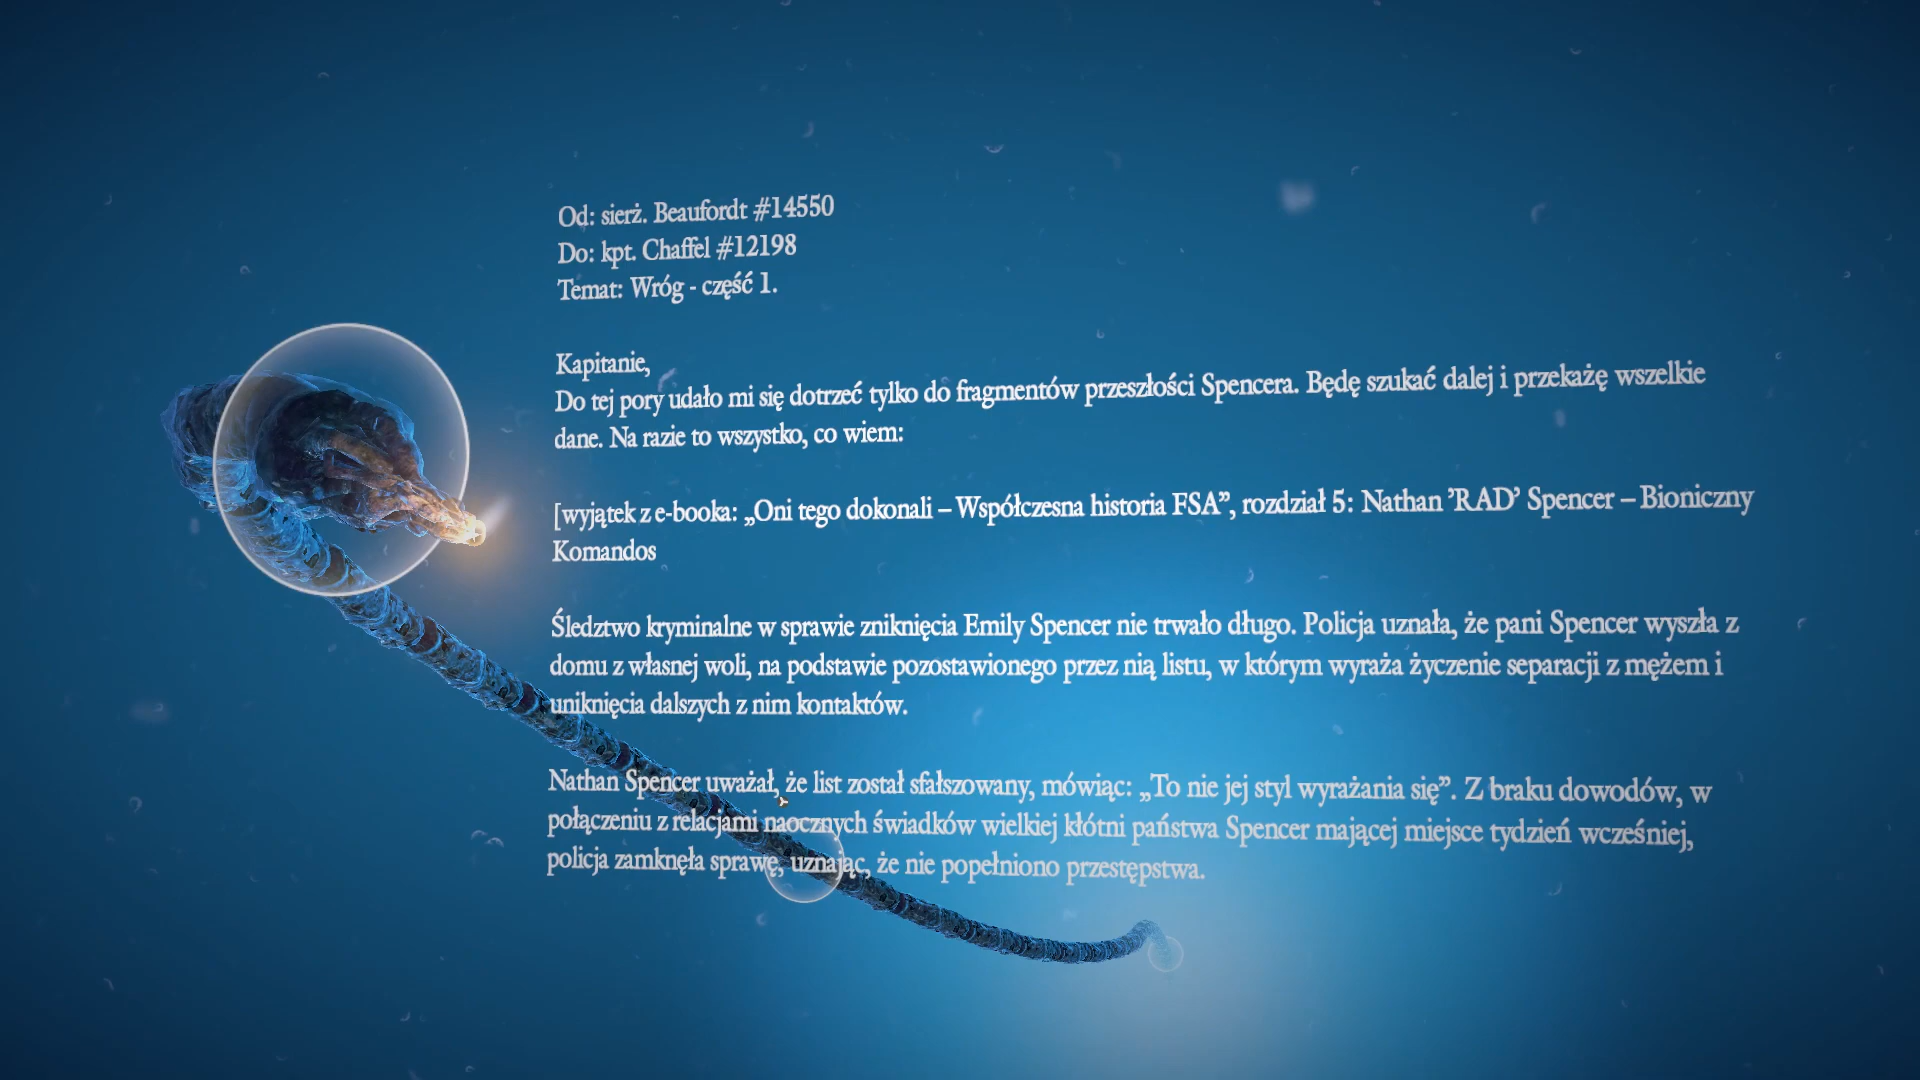 Od: sierż. Beaufordt #14550
Do: kpt. Chaffel #12198
Temat: Wróg - część 1.
Kapitanie,
Do tej pory udało mi się dotrzeć tylko do fragmentów przeszłości Spencera. Będę szukać dalej i przekażę wszelkie
dane. Na razie to wszystko, co wiem:
[wyjątek z e-booka: „Oni tego dokonali – Współczesna historia FSA”, rozdział 5: Nathan ’RAD’ Spencer – Bioniczny
Komandos
Śledztwo kryminalne w sprawie zniknięcia Emily Spencer nie trwało długo. Policja uznała, że pani Spencer wyszła z
domu z własnej woli, na podstawie pozostawionego przez nią listu, w którym wyraża życzenie separacji z mężem i
uniknięcia dalszych z nim kontaktów.
Nathan Spencer uważał, że list został sfałszowany, mówiąc: „To nie jej styl wyrażania się”. Z braku dowodów, w
połączeniu z relacjami naocznych świadków wielkiej kłótni państwa Spencer mającej miejsce tydzień wcześniej,
policja zamknęła sprawę, uznając, że nie popełniono przestępstwa.